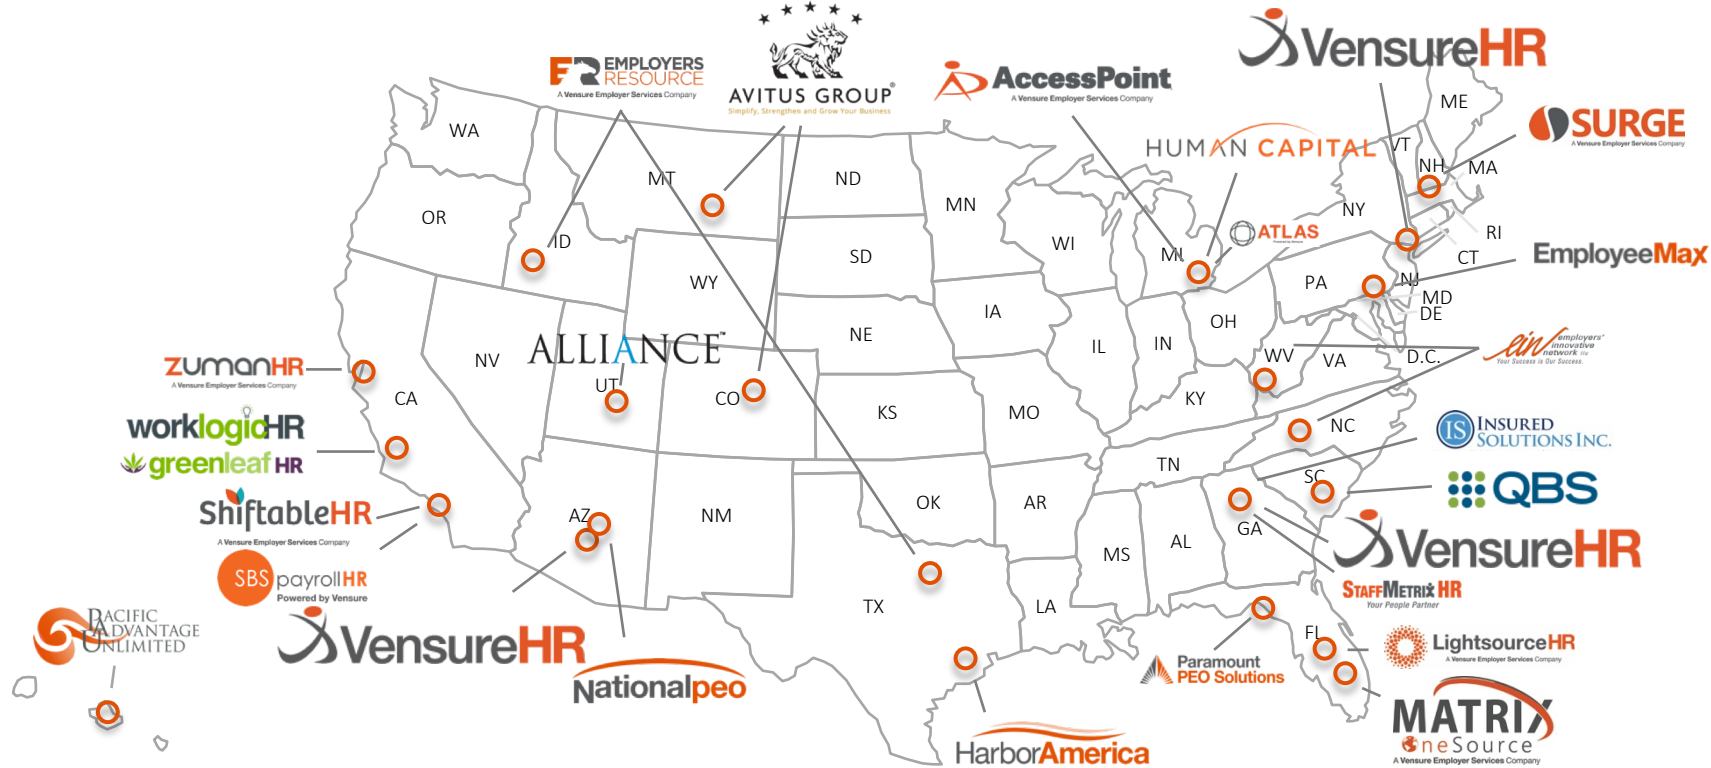 VensureHR
EMPLOYERS
RESOURCE
A Vensure Employer Services Company
AVITUS GROUP®
Simplify, Strengthen and Grow Your Business
AccessPoint
A Vensure Employer Services Company
HUMAN CAPITAL
SURGE
A Vensure Employer Services Company
ATLAS
EmployeeMax
ein
employers'
innovative
network llc
Your Success is Our Success.
IS INSURED
SOLUTIONS INC.
QBS
VensureHR
STAFFMETRIX HR
Your People Partner
LightsourceHR
A Vensure Employer Services Company
MATRIX
OneSource
A Vensure Employer Services Company
Paramount
PEO Solutions
HarborAmerica
Nationalpeo
VensureHR
PACIFIC
ADVANTAGE
UNLIMITED
SBS payrollHR
Powered by Vensure
ShiftableHR
A Vensure Employer Services Company
worklogicHR
greenleaf HR
zumanHR
A Vensure Employer Services Company
ALLIANCE™
WA
OR
ID
MT
WY
NV
CA
UT
CO
AZ
NM
ND
SD
NE
KS
OK
TX
MN
IA
MO
AR
LA
WI
IL
IN
MI
OH
KY
TN
MS
AL
GA
FL
SC
NC
VA
WV
D.C.
PA
NY
NJ
MD
DE
CT
RI
MA
NH
VT
ME